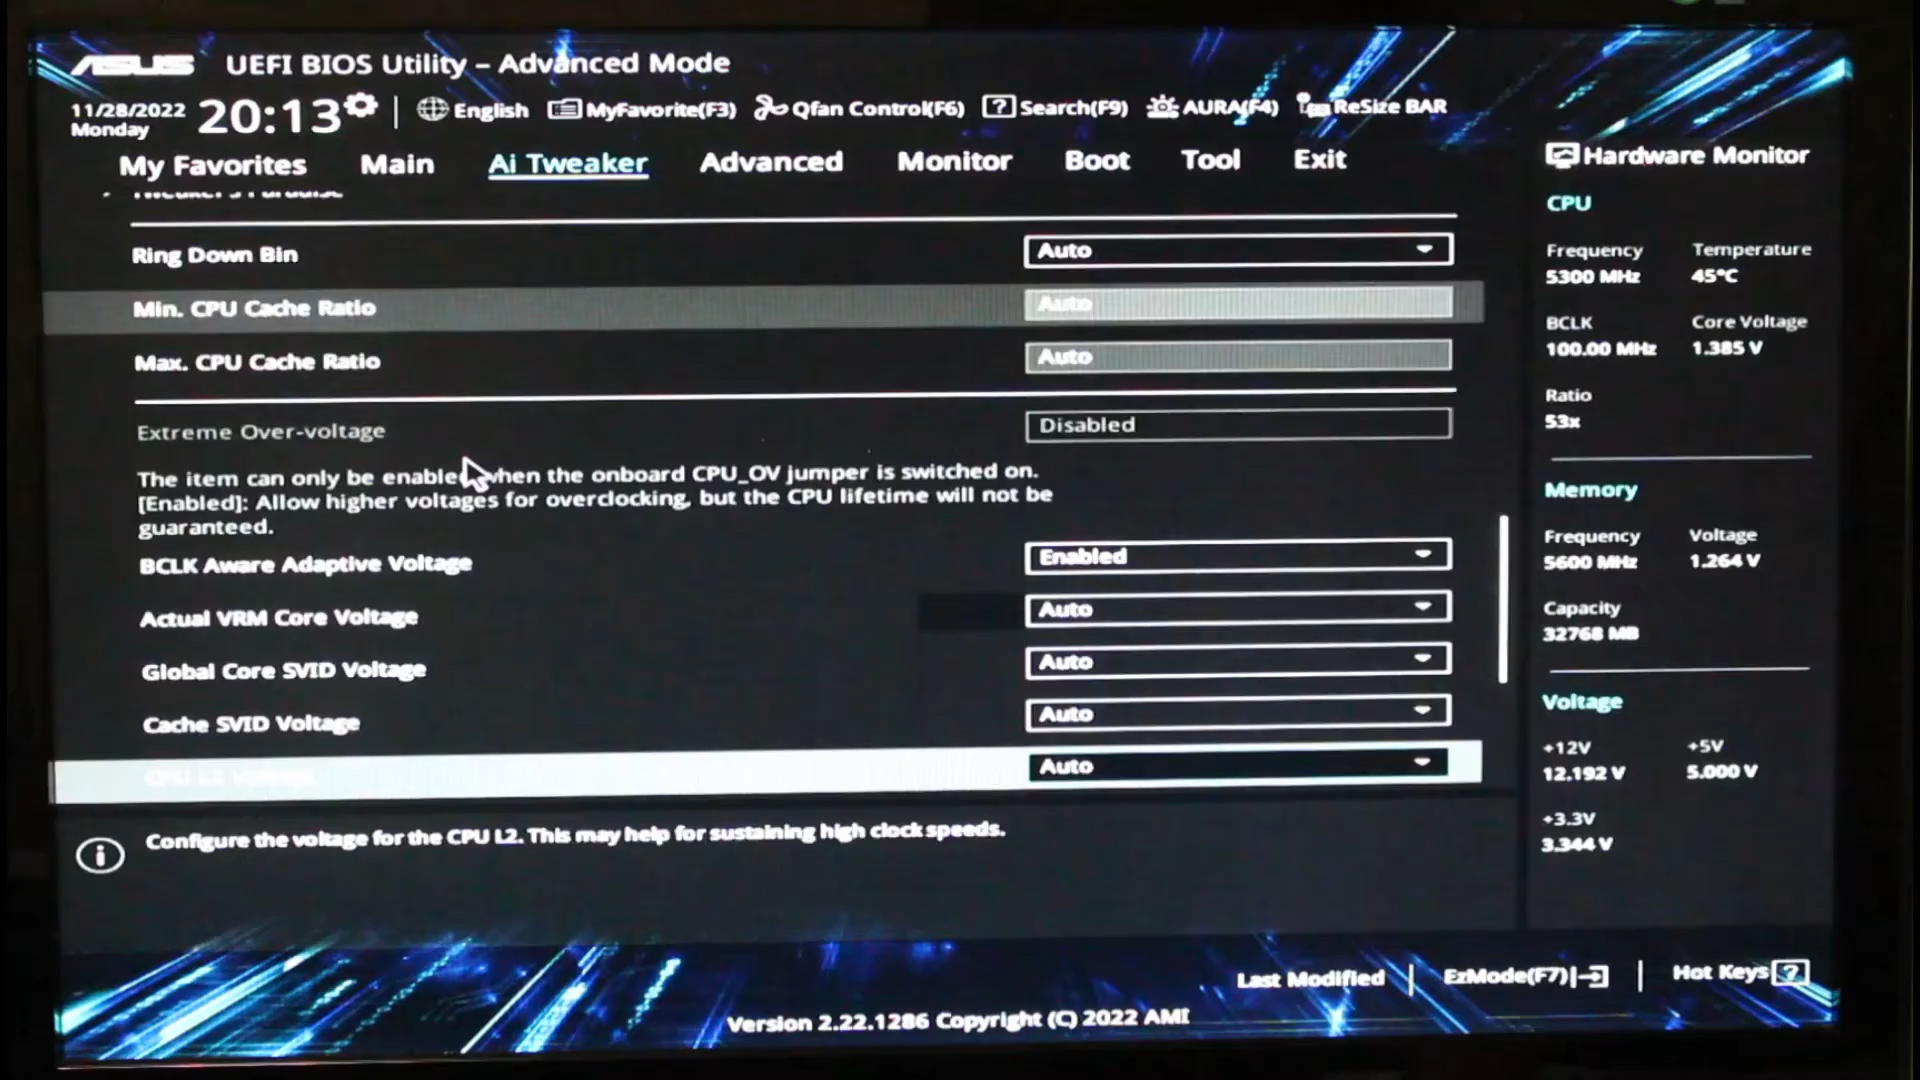 ASUS UEFI BIOS Utility – Advanced Mode
11/28/2022 Monday 20:13 English MyFavorite(F3) Qfan Control(F6) ? Search(F9) AURA(F4) ReSize BAR
My Favorites Main Ai Tweaker Advanced Monitor Boot Tool Exit
Hardware Monitor
Tweaker's Paradise
Ring Down Bin Auto
Min. CPU Cache Ratio Auto
Max. CPU Cache Ratio Auto
Extreme Over-voltage Disabled
The item can only be enabled when the onboard CPU_OV jumper is switched on.
[Enabled]: Allow higher voltages for overclocking, but the CPU lifetime will not be
guaranteed.
BCLK Aware Adaptive Voltage Enabled
Actual VRM Core Voltage Auto
Global Core SVID Voltage Auto
Cache SVID Voltage Auto
CPU L2 Voltage Auto
Configure the voltage for the CPU L2. This may help for sustaining high clock speeds.
CPU
Frequency Temperature
5300 MHz 45°C
BCLK Core Voltage
100.00 MHz 1.385 V
Ratio
53x
Memory
Frequency Voltage
5600 MHz 1.264 V
Capacity
32768 MB
Voltage
+12V +5V
12.192 V 5.000 V
+3.3V
3.344 V
Last Modified EzMode(F7) Hot Keys ?
Version 2.22.1286 Copyright (C) 2022 AMI